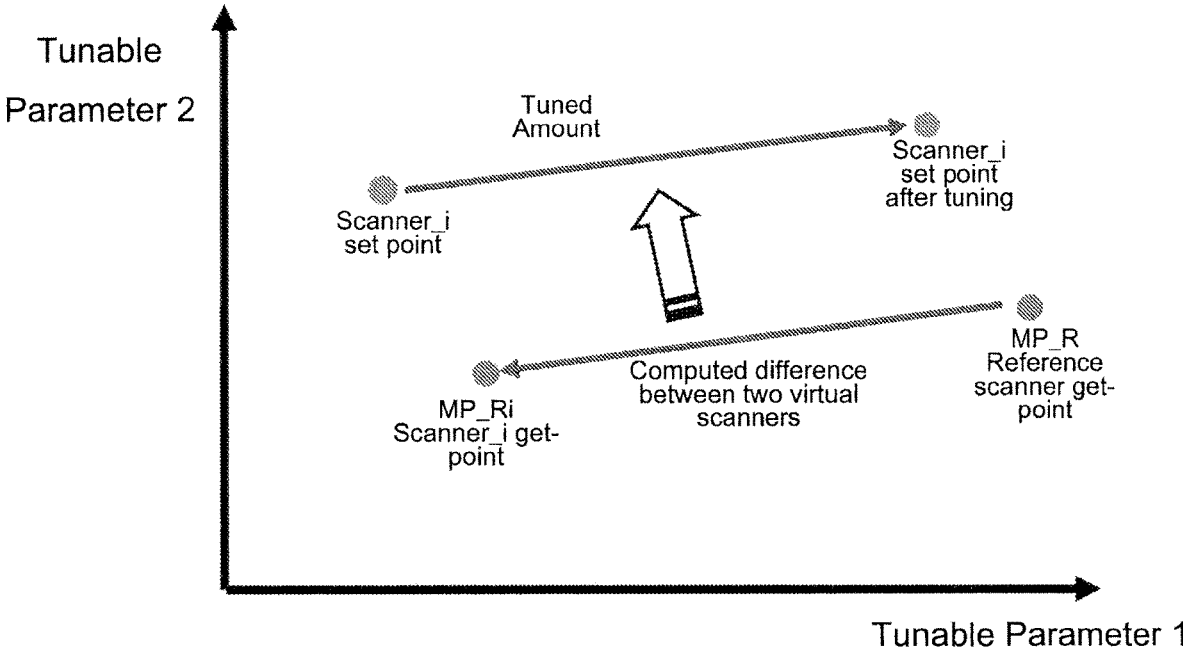 Tunable
Parameter 2
Tuned
Amount
Scanner_i
set point
after tuning
Scanner_i
set point
MP_R
Reference
scanner get-
point
Computed difference
between two virtual
scanners
MP_Ri
Scanner_i get-
point
Tunable Parameter 1